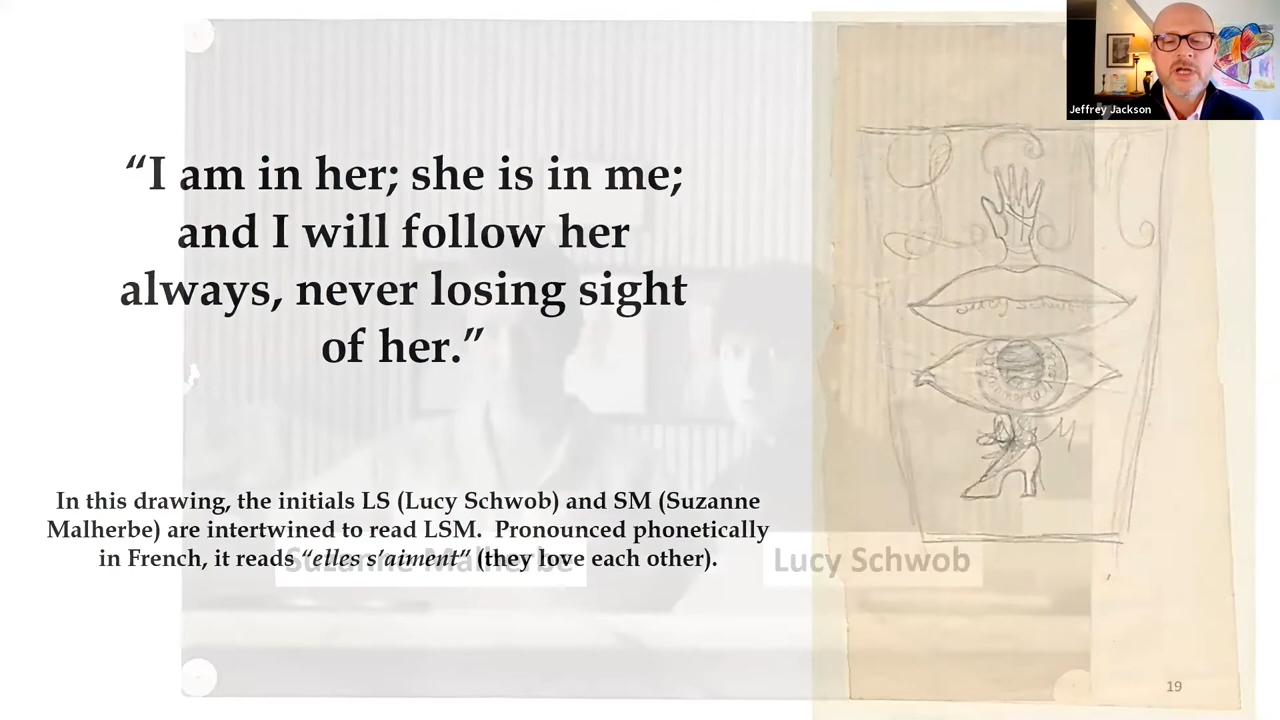 Jeffrey Jackson
“I am in her; she is in me;
and I will follow her
always, never losing sight
of her.”
In this drawing, the initials LS (Lucy Schwob) and SM (Suzanne
Malherbe) are intertwined to read LSM.  Pronounced phonetically
in French, it reads “elles s’aiment” (they love each other).
Suzanne Malherbe
Lucy Schwob
19